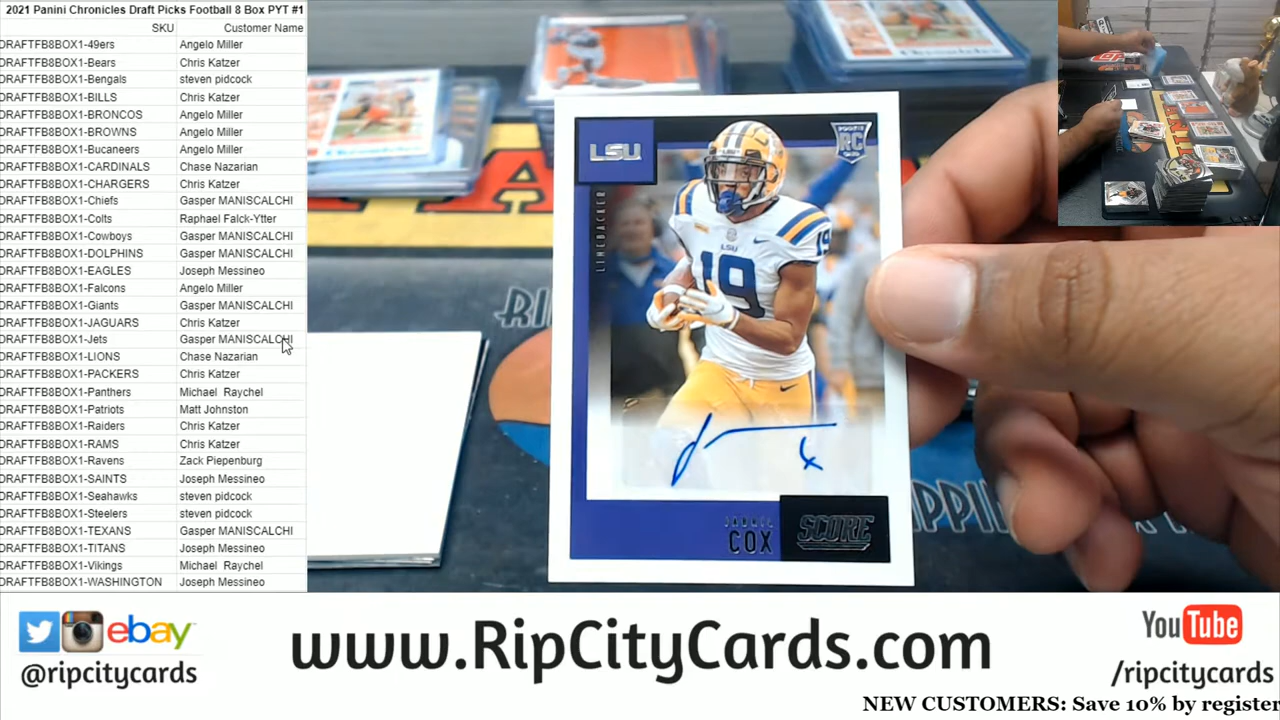 2021 Panini Chronicles Draft Picks Football 8 Box PYT #1
SKU Customer Name
DRAFTFB8BOX1-49ers Angelo Miller
DRAFTFB8BOX1-Bears Chris Katzer
DRAFTFB8BOX1-Bengals steven pidcock
DRAFTFB8BOX1-BILLS Chris Katzer
DRAFTFB8BOX1-BRONCOS Angelo Miller
DRAFTFB8BOX1-BROWNS Angelo Miller
DRAFTFB8BOX1-Bucaneers Angelo Miller
DRAFTFB8BOX1-CARDINALS Chase Nazarian
DRAFTFB8BOX1-CHARGERS Chris Katzer
DRAFTFB8BOX1-Chiefs Gasper MANISCALCHI
DRAFTFB8BOX1-Colts Raphael Falck-Ytter
DRAFTFB8BOX1-Cowboys Gasper MANISCALCHI
DRAFTFB8BOX1-DOLPHINS Gasper MANISCALCHI
DRAFTFB8BOX1-EAGLES Joseph Messineo
DRAFTFB8BOX1-Falcons Angelo Miller
DRAFTFB8BOX1-Giants Gasper MANISCALCHI
DRAFTFB8BOX1-JAGUARS Chris Katzer
DRAFTFB8BOX1-Jets Gasper MANISCALCHI
DRAFTFB8BOX1-LIONS Chase Nazarian
DRAFTFB8BOX1-PACKERS Chris Katzer
DRAFTFB8BOX1-Panthers Michael Raychel
DRAFTFB8BOX1-Patriots Matt Johnston
DRAFTFB8BOX1-Raiders Chris Katzer
DRAFTFB8BOX1-RAMS Chris Katzer
DRAFTFB8BOX1-Ravens Zack Piepenburg
DRAFTFB8BOX1-SAINTS Joseph Messineo
DRAFTFB8BOX1-Seahawks steven pidcock
DRAFTFB8BOX1-Steelers steven pidcock
DRAFTFB8BOX1-TEXANS Gasper MANISCALCHI
DRAFTFB8BOX1-TITANS Joseph Messineo
DRAFTFB8BOX1-Vikings Michael Raychel
DRAFTFB8BOX1-WASHINGTON Joseph Messineo
LSU
RC
LINEBACKER
LSU
19
19
JABRIL
COX
SCORE
ebay
@ripcitycards
www.RipCityCards.com
YouTube
/ripcitycards
NEW CUSTOMERS: Save 10% by register